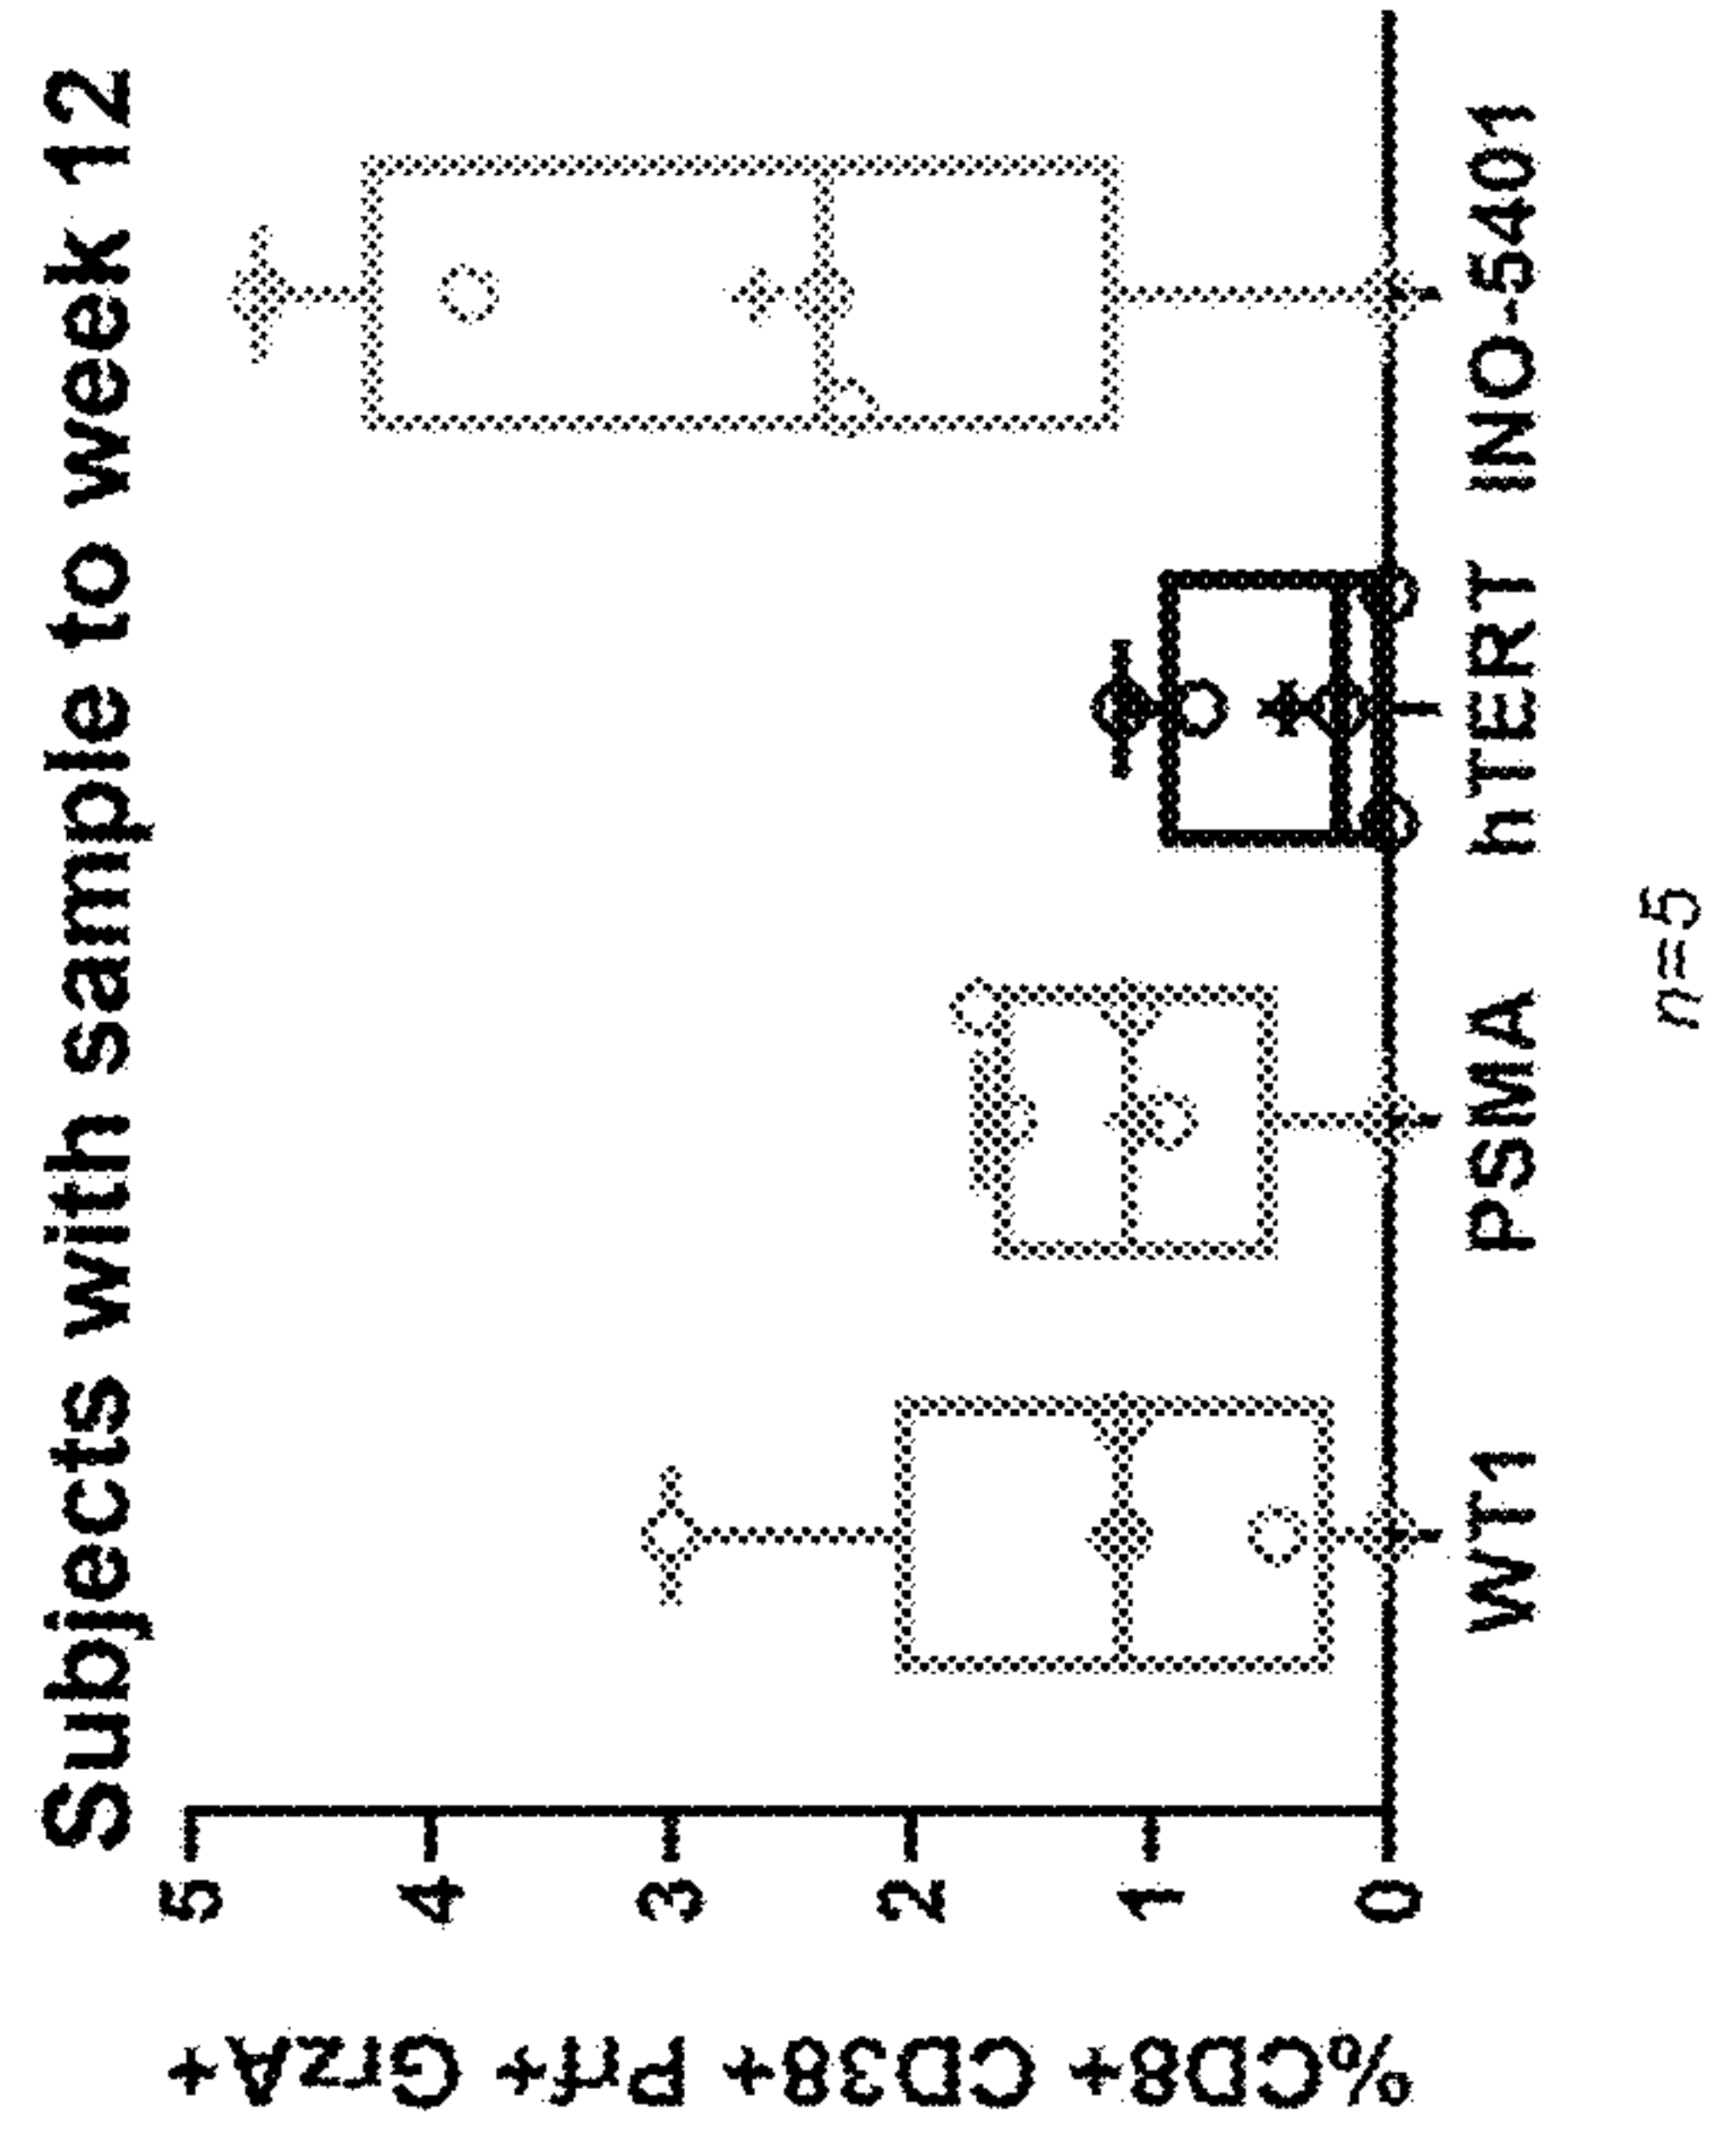 Subjects with sample to week 12
%CD8+ CD38+ Prf+ GrzA+
5
4
3
2
1
0
WT1 PSMA hTERT INO-5401
n=5